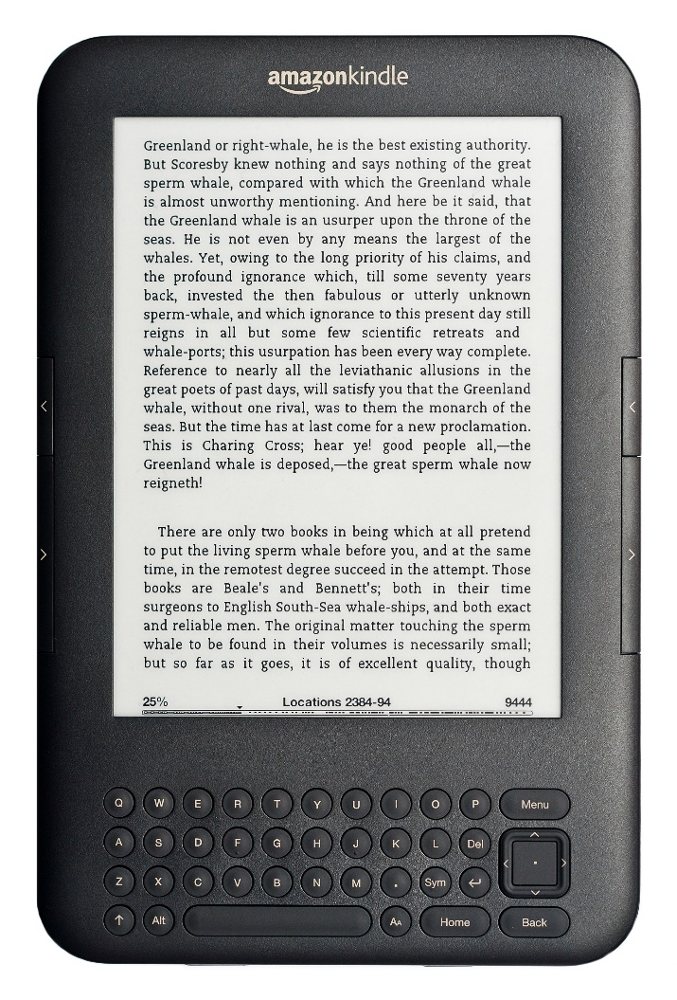 amazonkindle
Greenland or right-whale, he is the best existing authority.
But Scoresby knew nothing and says nothing of the great
sperm whale, compared with which the Greenland whale
is almost unworthy mentioning. And here be it said, that
the Greenland whale is an usurper upon the throne of the
seas. He is not even by any means the largest of the
whales. Yet, owing to the long priority of his claims, and
the profound ignorance which, till some seventy years
back, invested the then fabulous or utterly unknown
sperm-whale, and which ignorance to this present day still
reigns in all but some few scientific retreats and
whale-ports; this usurpation has been every way complete.
Reference to nearly all the leviathanic allusions in the
great poets of past days, will satisfy you that the Greenland
whale, without one rival, was to them the monarch of the
seas. But the time has at last come for a new proclamation.
This is Charing Cross; hear ye! good people all,—the
Greenland whale is deposed,—the great sperm whale now
reigneth!
There are only two books in being which at all pretend
to put the living sperm whale before you, and at the same
time, in the remotest degree succeed in the attempt. Those
books are Beale's and Bennett's; both in their time
surgeons to English South-Sea whale-ships, and both exact
and reliable men. The original matter touching the sperm
whale to be found in their volumes is necessarily small;
but so far as it goes, it is of excellent quality, though
25% Locations 2384-94 9444
Q W E R T Y U I O P Menu
A S D F G H J K L Del
Z X C V B N M . Sym
Alt AA Home Back